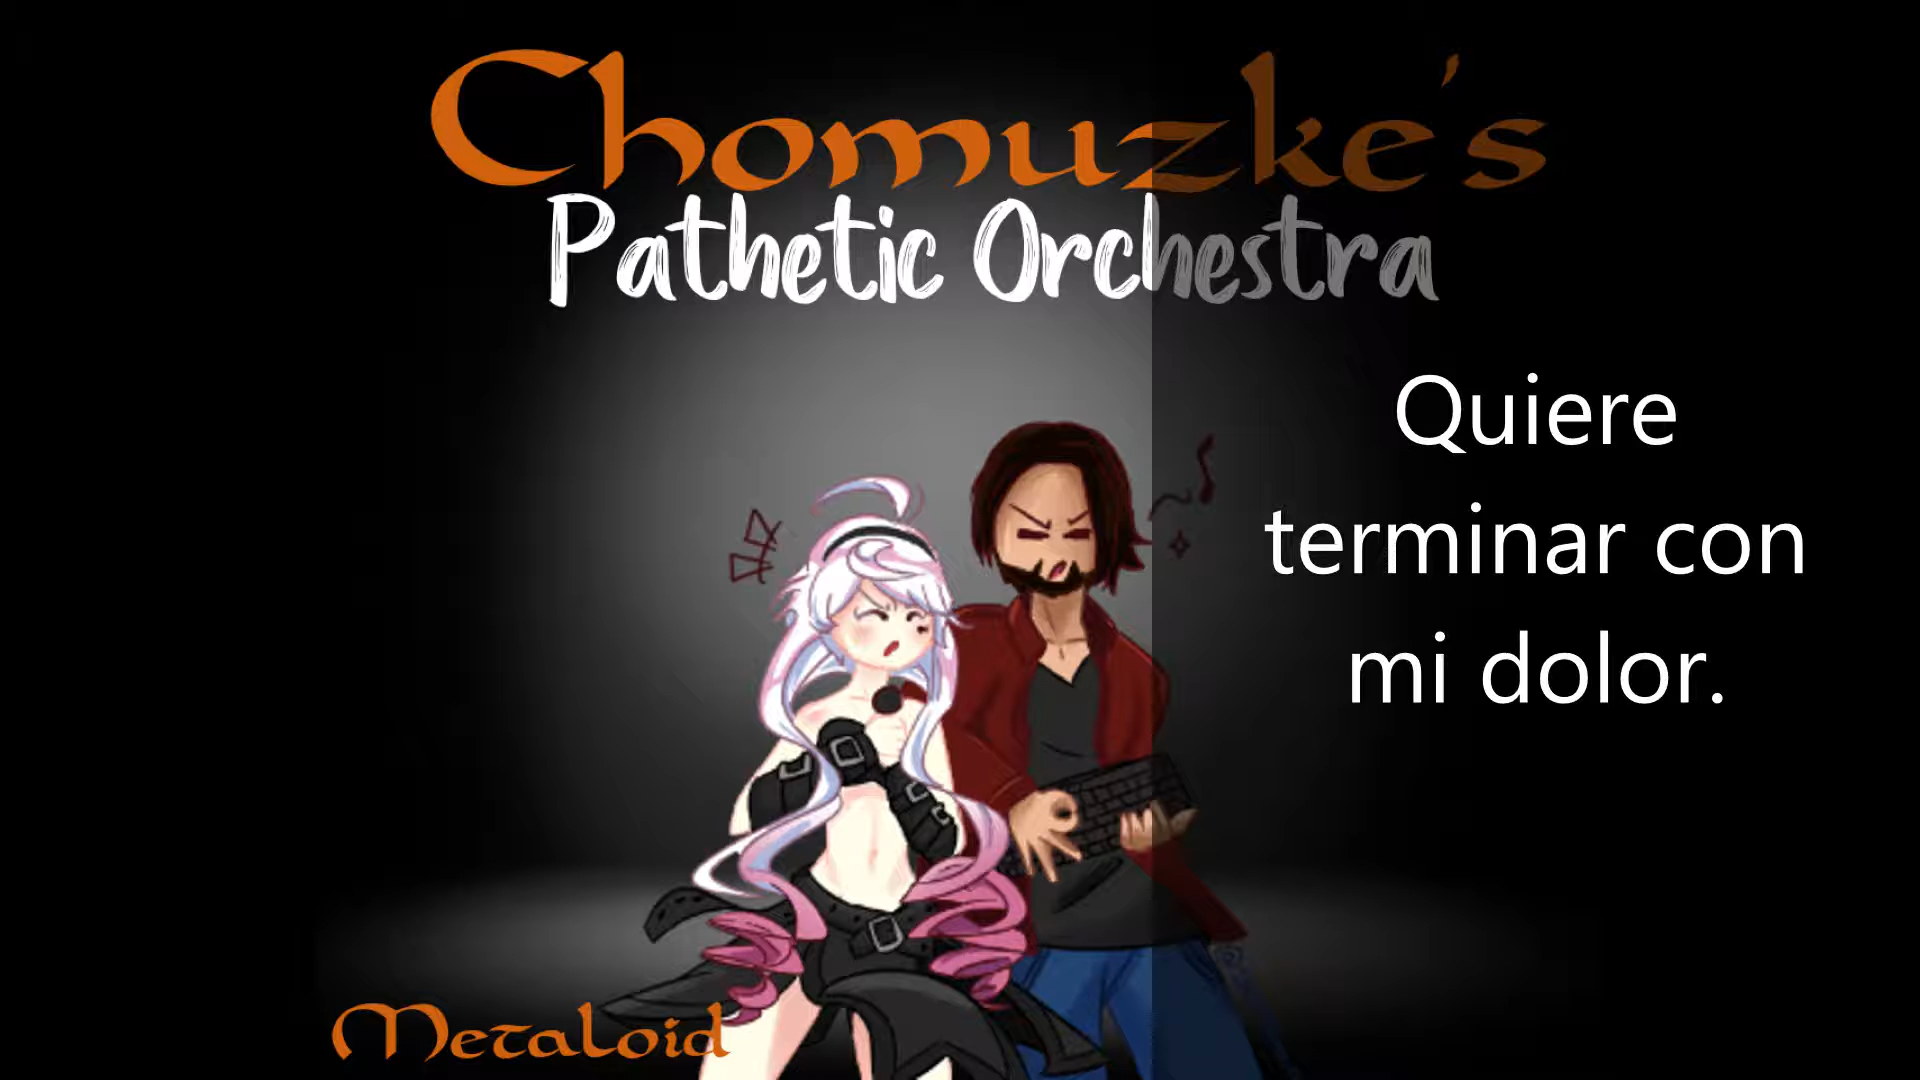 Chomuzke's
Pathetic Orchestra
Quiere
terminar con
mi dolor.
Metaloid